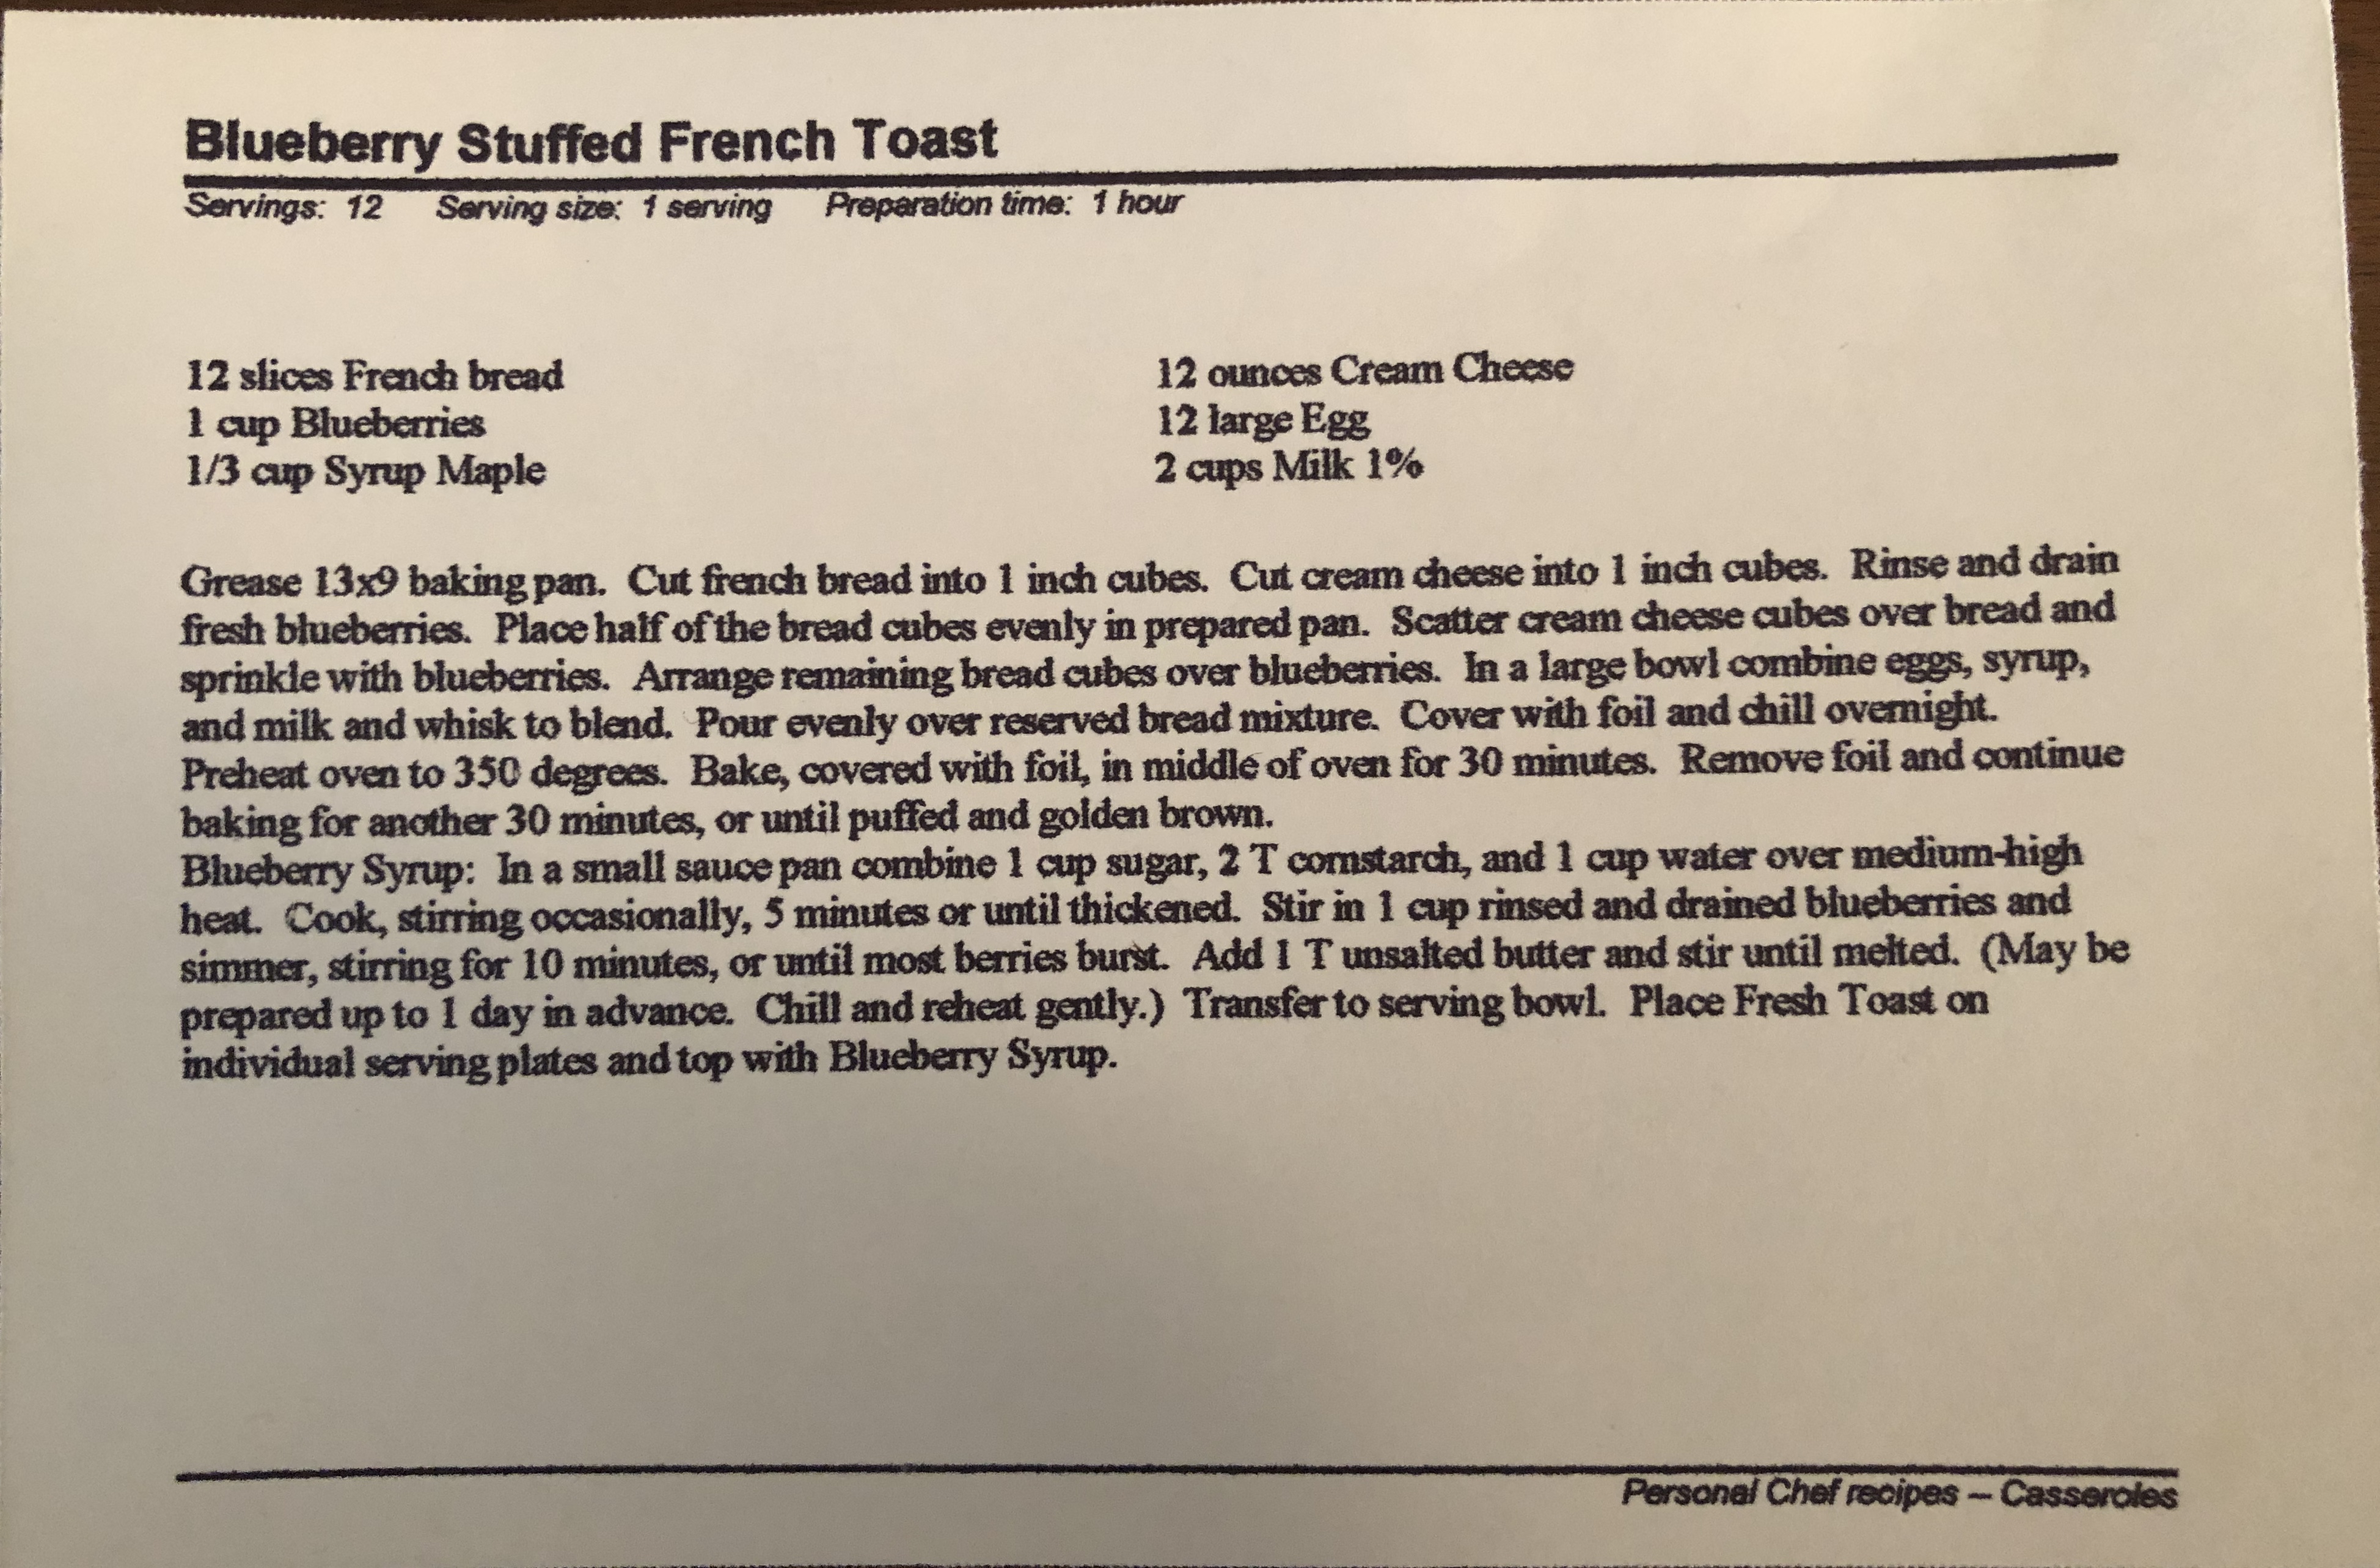 Blueberry Stuffed French Toast
Servings: 12 Serving size: 1 serving Preparation time: 1 hour
12 slices French bread
1 cup Blueberries
1/3 cup Syrup Maple
12 ounces Cream Cheese
12 large Egg
2 cups Milk 1%
Grease 13x9 baking pan. Cut french bread into 1 inch cubes. Cut cream cheese into 1 inch cubes. Rinse and drain
fresh blueberries. Place half of the bread cubes evenly in prepared pan. Scatter cream cheese cubes over bread and
sprinkle with blueberries. Arrange remaining bread cubes over blueberries. In a large bowl combine eggs, syrup,
and milk and whisk to blend. Pour evenly over reserved bread mixture. Cover with foil and chill overnight.
Preheat oven to 350 degrees. Bake, covered with foil, in middle of oven for 30 minutes. Remove foil and continue
baking for another 30 minutes, or until puffed and golden brown.
Blueberry Syrup: In a small sauce pan combine 1 cup sugar, 2 T cornstarch, and 1 cup water over medium-high
heat. Cook, stirring occasionally, 5 minutes or until thickened. Stir in 1 cup rinsed and drained blueberries and
simmer, stirring for 10 minutes, or until most berries burst. Add 1 T unsalted butter and stir until melted. (May be
prepared up to 1 day in advance. Chill and reheat gently.) Transfer to serving bowl. Place Fresh Toast on
individual serving plates and top with Blueberry Syrup.
Personal Chef recipes – Casseroles